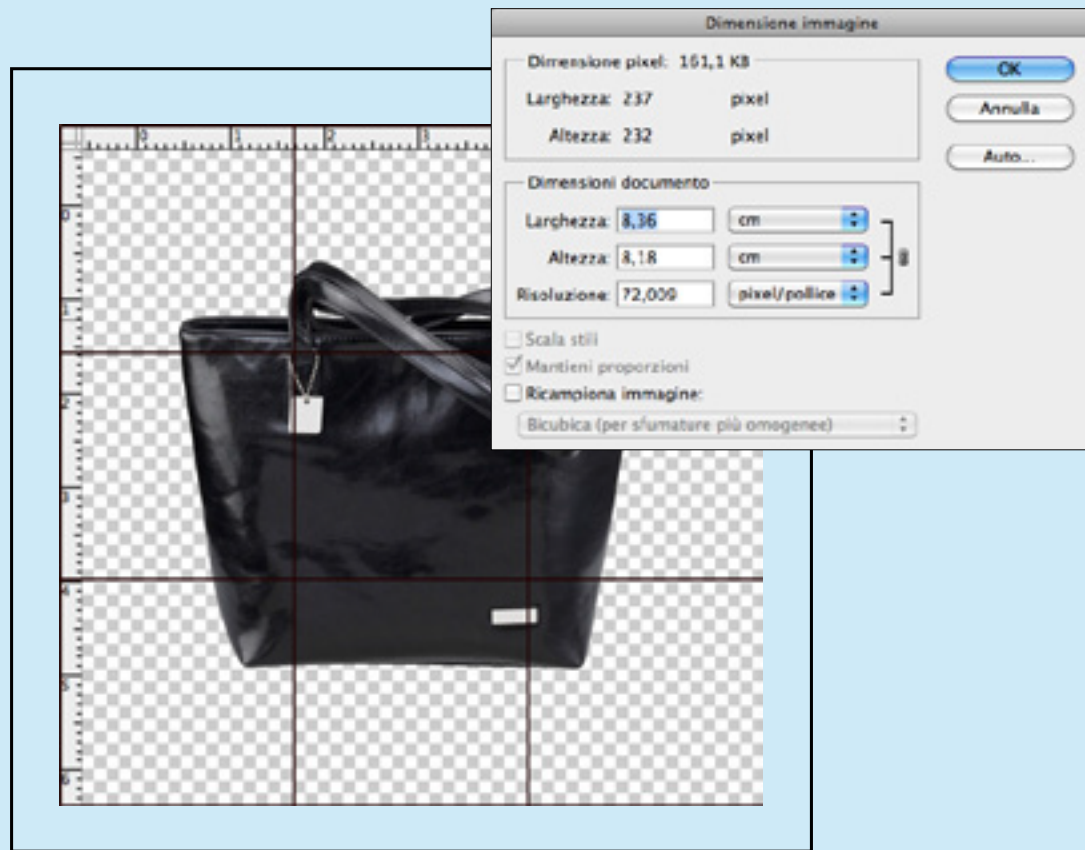 Dimensione immagine
Dimensione pixel: 161,1 KB
Larghezza: 237 pixel
Altezza: 232 pixel
Dimensioni documento
Larghezza: 8,36 cm
Altezza: 8,18 cm
Risoluzione: 72,009 pixel/pollice
Scala stili
Mantieni proporzioni
Ricampiona immagine:
Bicubica (per sfumature più omogenee)
OK
Annulla
Auto...
0 1 2 3
0
1
2
3
4
5
6